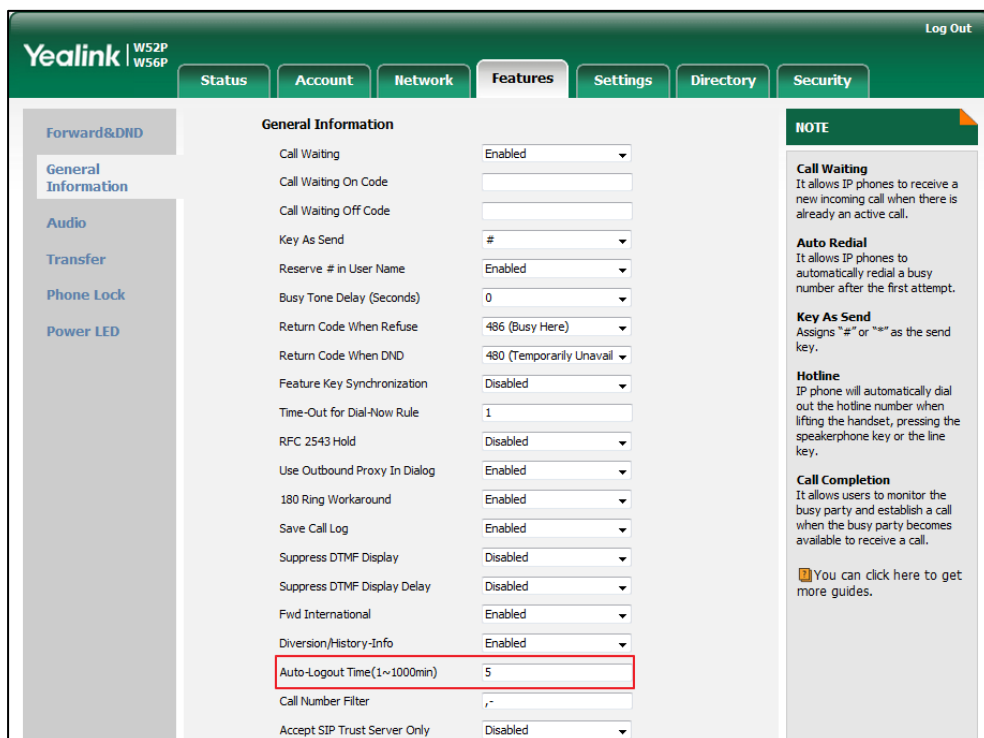 Log Out
Yealink | W52P
W56P
Status Account Network Features Settings Directory Security
Forward&DND
General
Information
Audio
Transfer
Phone Lock
Power LED
General Information
Call Waiting Enabled
Call Waiting On Code
Call Waiting Off Code
Key As Send #
Reserve # in User Name Enabled
Busy Tone Delay (Seconds) 0
Return Code When Refuse 486 (Busy Here)
Return Code When DND 480 (Temporarily Unavail
Feature Key Synchronization Disabled
Time-Out for Dial-Now Rule 1
RFC 2543 Hold Disabled
Use Outbound Proxy In Dialog Enabled
180 Ring Workaround Enabled
Save Call Log Enabled
Suppress DTMF Display Disabled
Suppress DTMF Display Delay Disabled
Fwd International Enabled
Diversion/History-Info Enabled
Auto-Logout Time(1~1000min) 5
Call Number Filter ,-
Accept SIP Trust Server Only Disabled
NOTE
Call Waiting
It allows IP phones to receive a
new incoming call when there is
already an active call.
Auto Redial
It allows IP phones to
automatically redial a busy
number after the first attempt.
Key As Send
Assigns "#" or "*" as the send
key.
Hotline
IP phone will automatically dial
out the hotline number when
lifting the handset, pressing the
speakerphone key or the line
key.
Call Completion
It allows users to monitor the
busy party and establish a call
when the busy party becomes
available to receive a call.
You can click here to get
more guides.